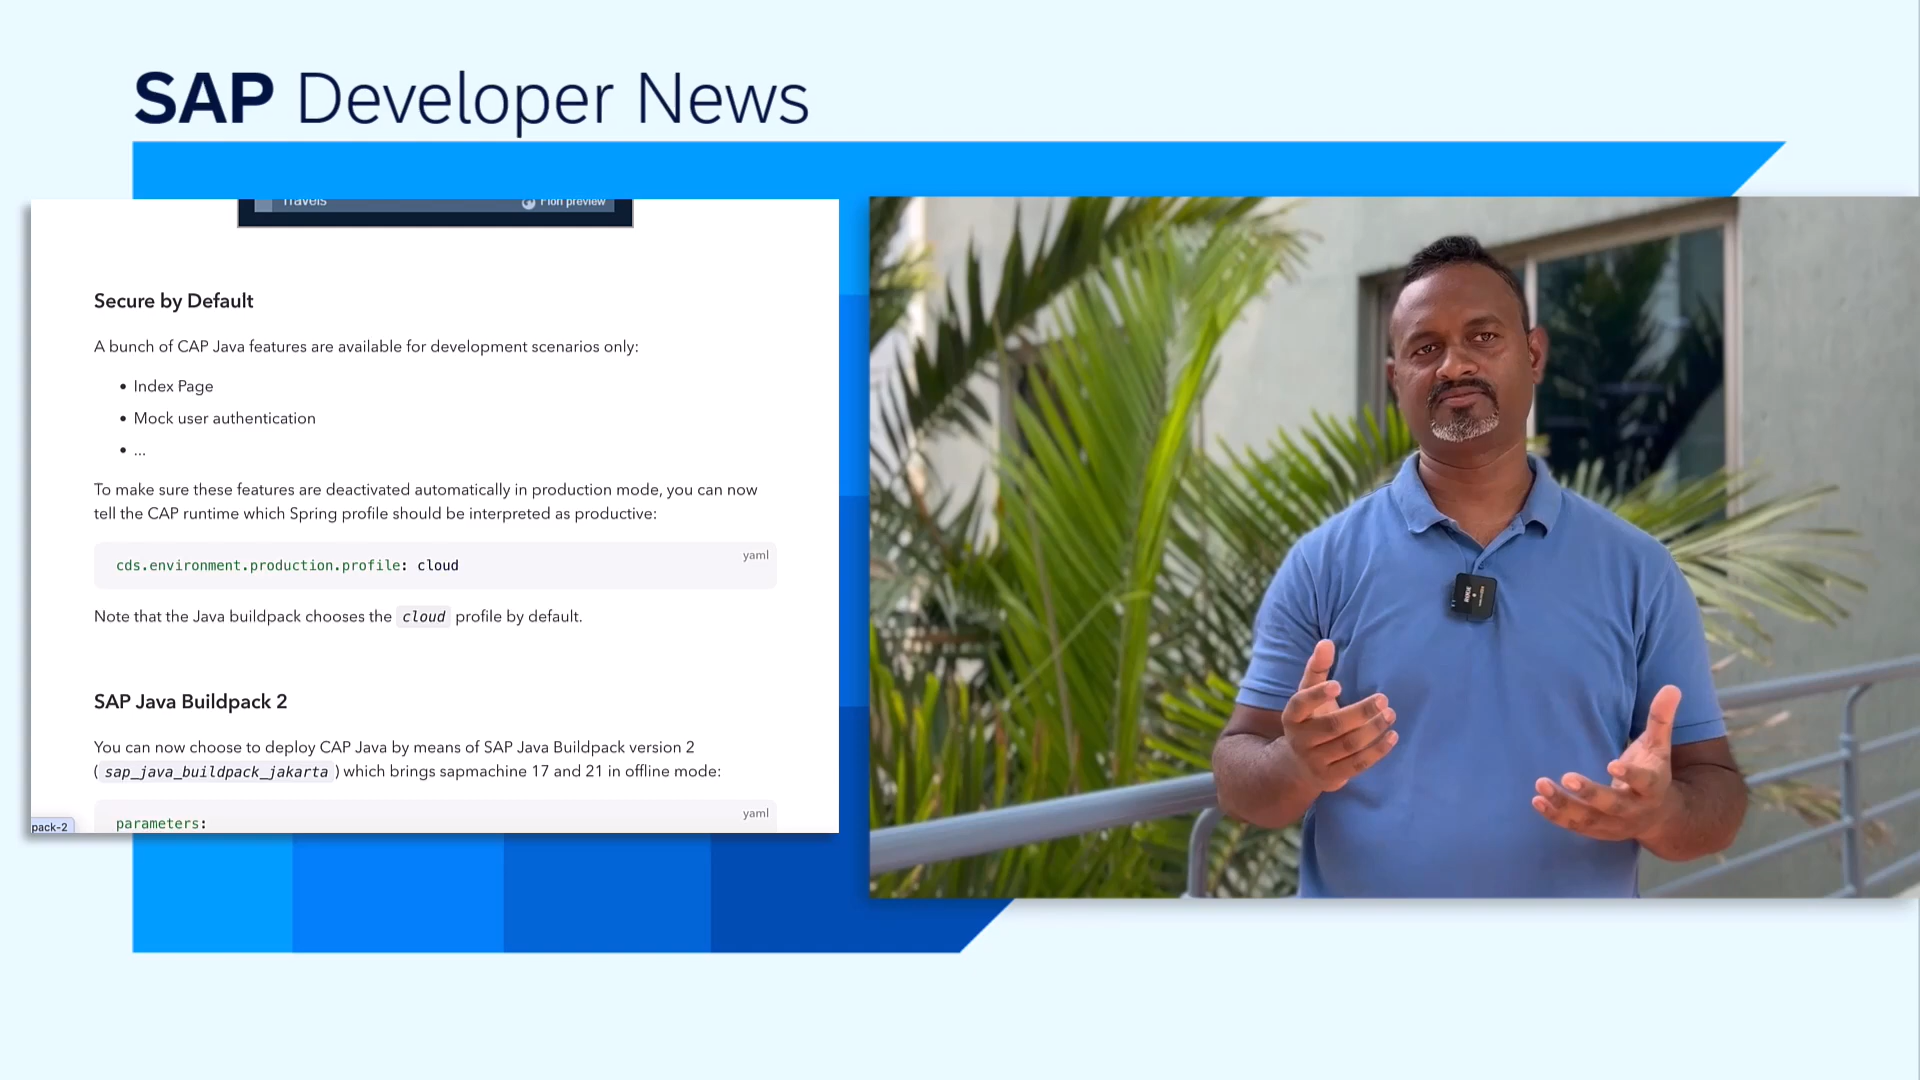 SAP Developer News
Travels
Fiori preview
Secure by Default
A bunch of CAP Java features are available for development scenarios only:
• Index Page
• Mock user authentication
• ...
To make sure these features are deactivated automatically in production mode, you can now
tell the CAP runtime which Spring profile should be interpreted as productive:
yaml
cds.environment.production.profile: cloud
Note that the Java buildpack chooses the cloud profile by default.
SAP Java Buildpack 2
You can now choose to deploy CAP Java by means of SAP Java Buildpack version 2
(sap_java_buildpack_jakarta) which brings sapmachine 17 and 21 in offline mode:
yaml
parameters:
pack-2